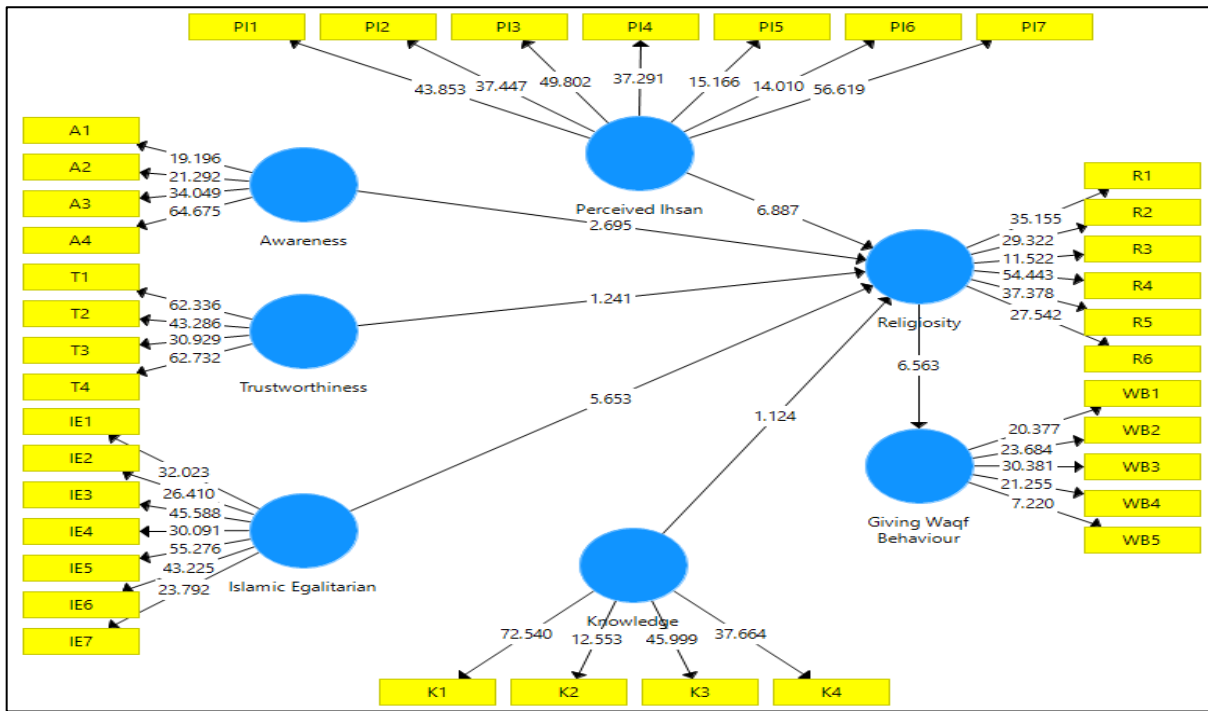 PI1
PI2
PI3
PI4
PI5
PI6
PI7
43.853
37.447
49.802
37.291
15.166
14.010
56.619
Perceived Ihsan
A1
A2
A3
A4
19.196
21.292
34.049
64.675
Awareness
6.887
2.695
T1
T2
T3
T4
62.336
43.286
30.929
62.732
Trustworthiness
1.241
R1
R2
R3
R4
R5
R6
35.155
29.322
11.522
54.443
37.378
27.542
Religiosity
6.563
IE1
IE2
IE3
IE4
IE5
IE6
IE7
32.023
26.410
45.588
30.091
55.276
43.225
23.792
Islamic Egalitarian
5.653
1.124
WB1
WB2
WB3
WB4
WB5
20.377
23.684
30.381
21.255
7.220
Giving Waqf
Behaviour
Knowledge
72.540
12.553
45.999
37.664
K1
K2
K3
K4